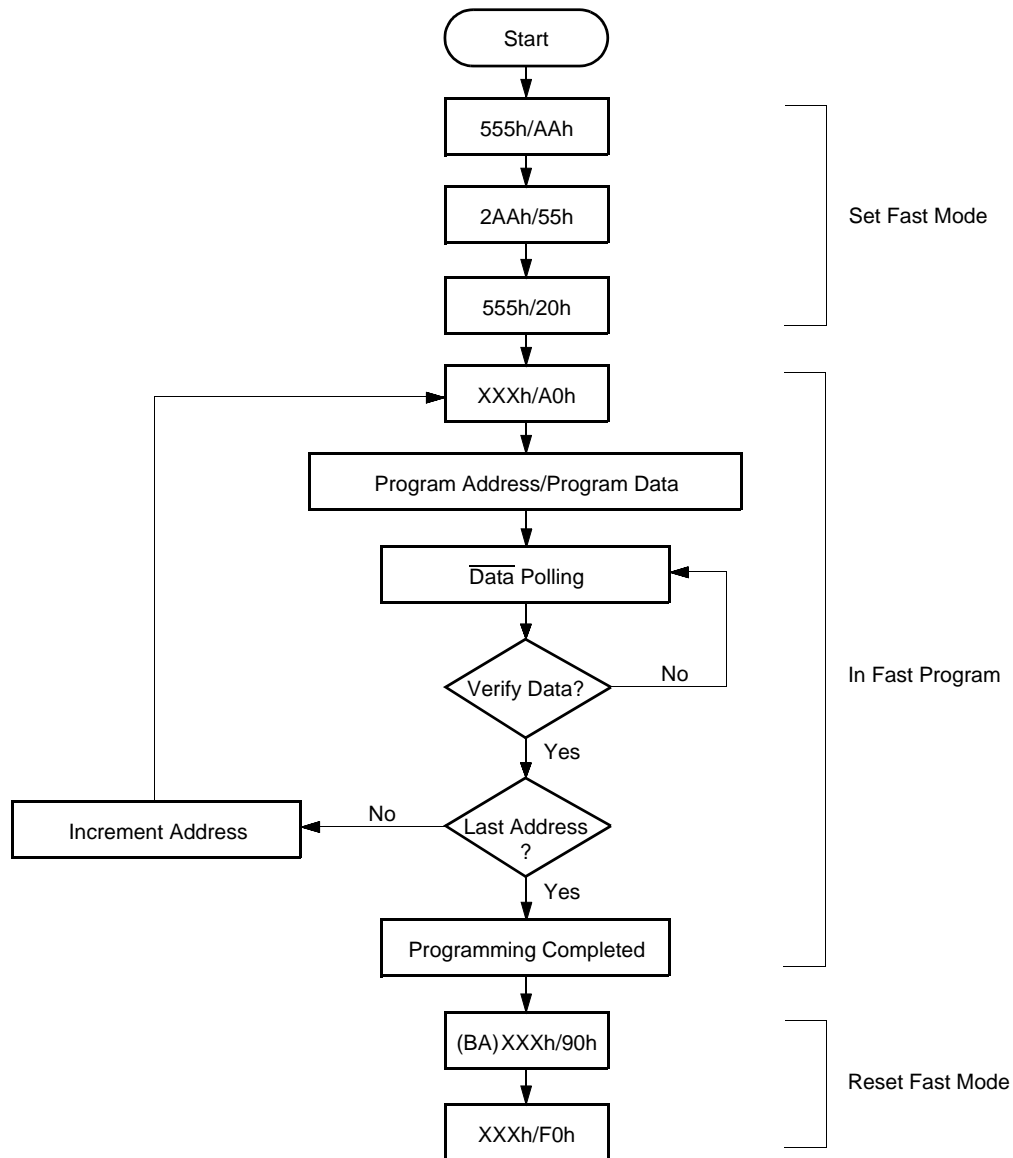 Start
555h/AAh
2AAh/55h
Set Fast Mode
555h/20h
XXXh/A0h
Program Address/Program Data
Data Polling
Verify Data?
No
In Fast Program
Yes
Increment Address
No
Last Address
?
Yes
Programming Completed
(BA)XXXh/90h
Reset Fast Mode
XXXh/F0h